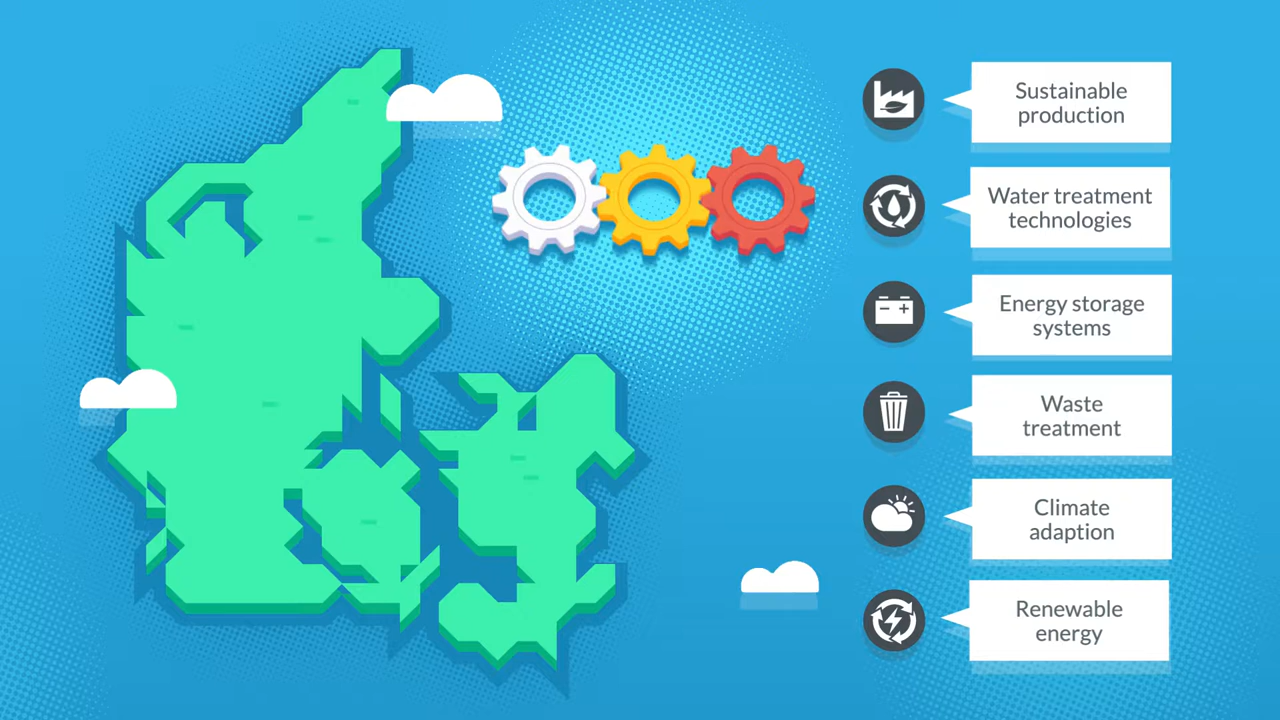 Sustainable
production
Water treatment
technologies
Energy storage
systems
Waste
treatment
Climate
adaption
Renewable
energy